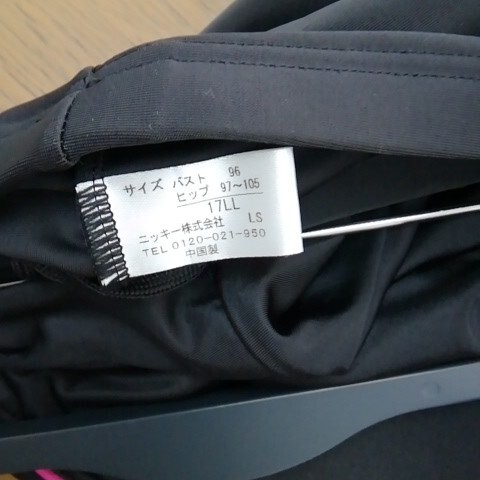 サイズ バスト 96
ヒップ 97〜105
17LL
ニッキー株式会社 LS
TEL 0120-021-950
中国製